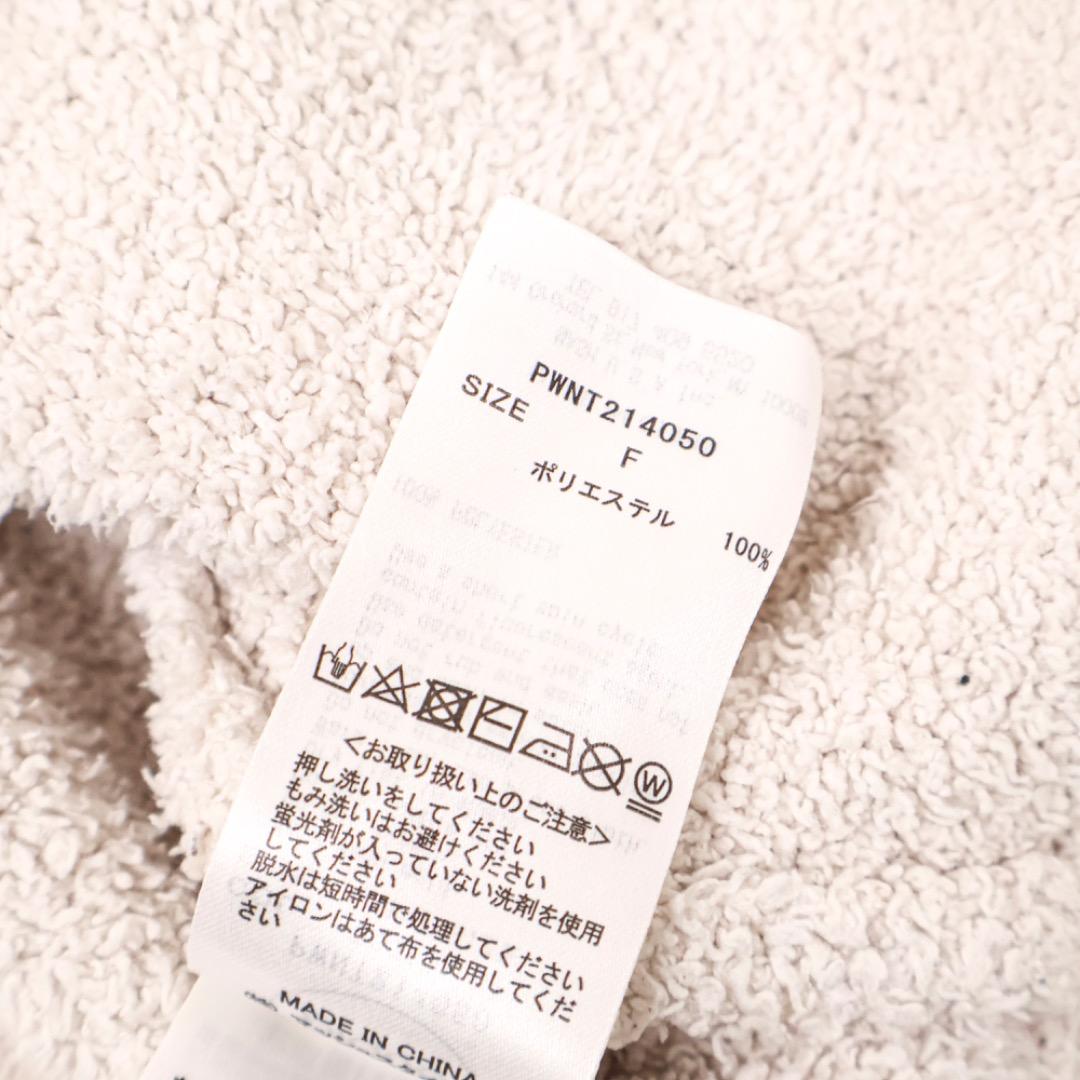 PWNT214050
SIZE F
ポリエステル 100%
W
<お取り扱い上のご注意>
押し洗いをしてください
もみ洗いはお避けください
蛍光剤が入っていない洗剤を使用
してください
脱水は短時間で処理してください
アイロンはあて布を使用してくだ
さい
MADE IN CHINA